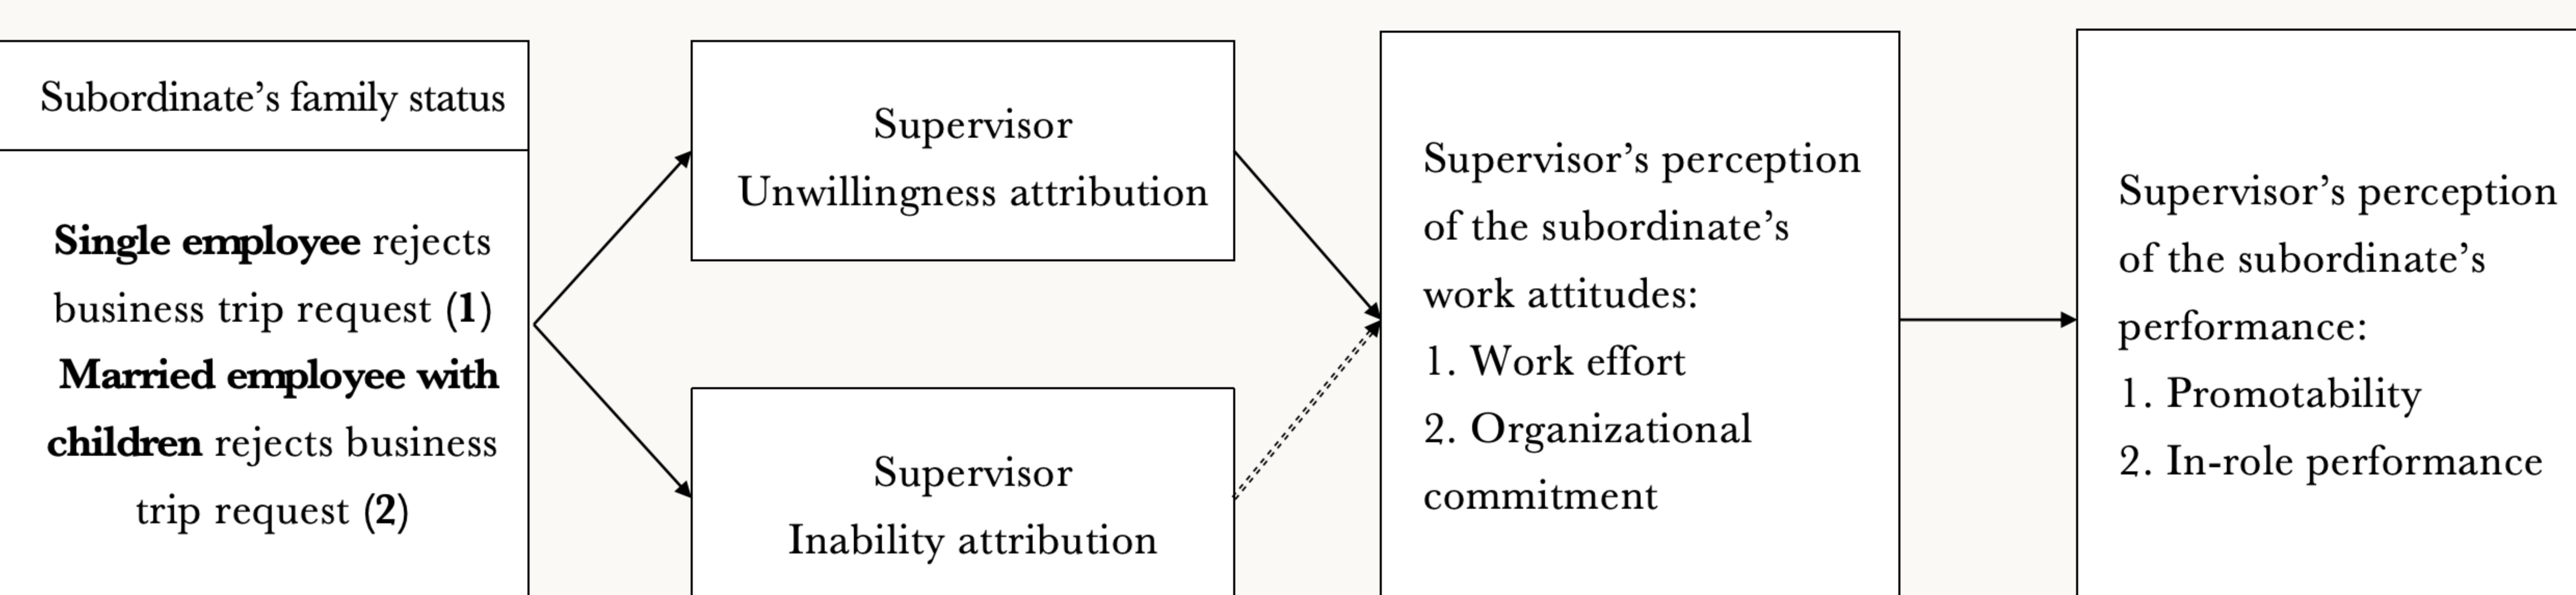 Subordinate’s family status
Single employee rejects
business trip request (1)
Married employee with
children rejects business
trip request (2)
Supervisor
Unwillingness attribution
Supervisor
Inability attribution
Supervisor’s perception
of the subordinate’s
work attitudes:
1. Work effort
2. Organizational
commitment
Supervisor’s perception
of the subordinate’s
performance:
1. Promotability
2. In-role performance